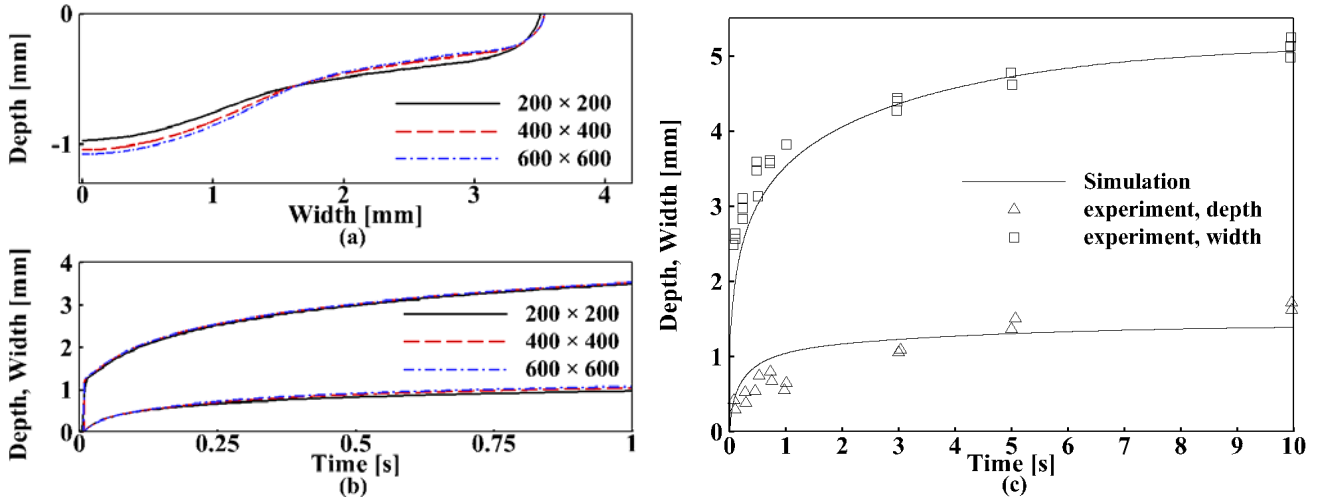 0
-1
Depth [mm]
200 × 200
400 × 400
600 × 600
0
1
2
3
4
Width [mm]
(a)
4
3
2
1
0
Depth, Width [mm]
200 × 200
400 × 400
600 × 600
0
0.25
0.5
0.75
1
Time [s]
(b)
5
4
3
2
1
0
Depth, Width [mm]
Simulation
experiment, depth
experiment, width
0
1
2
3
4
5
6
7
8
9
10
Time [s]
(c)